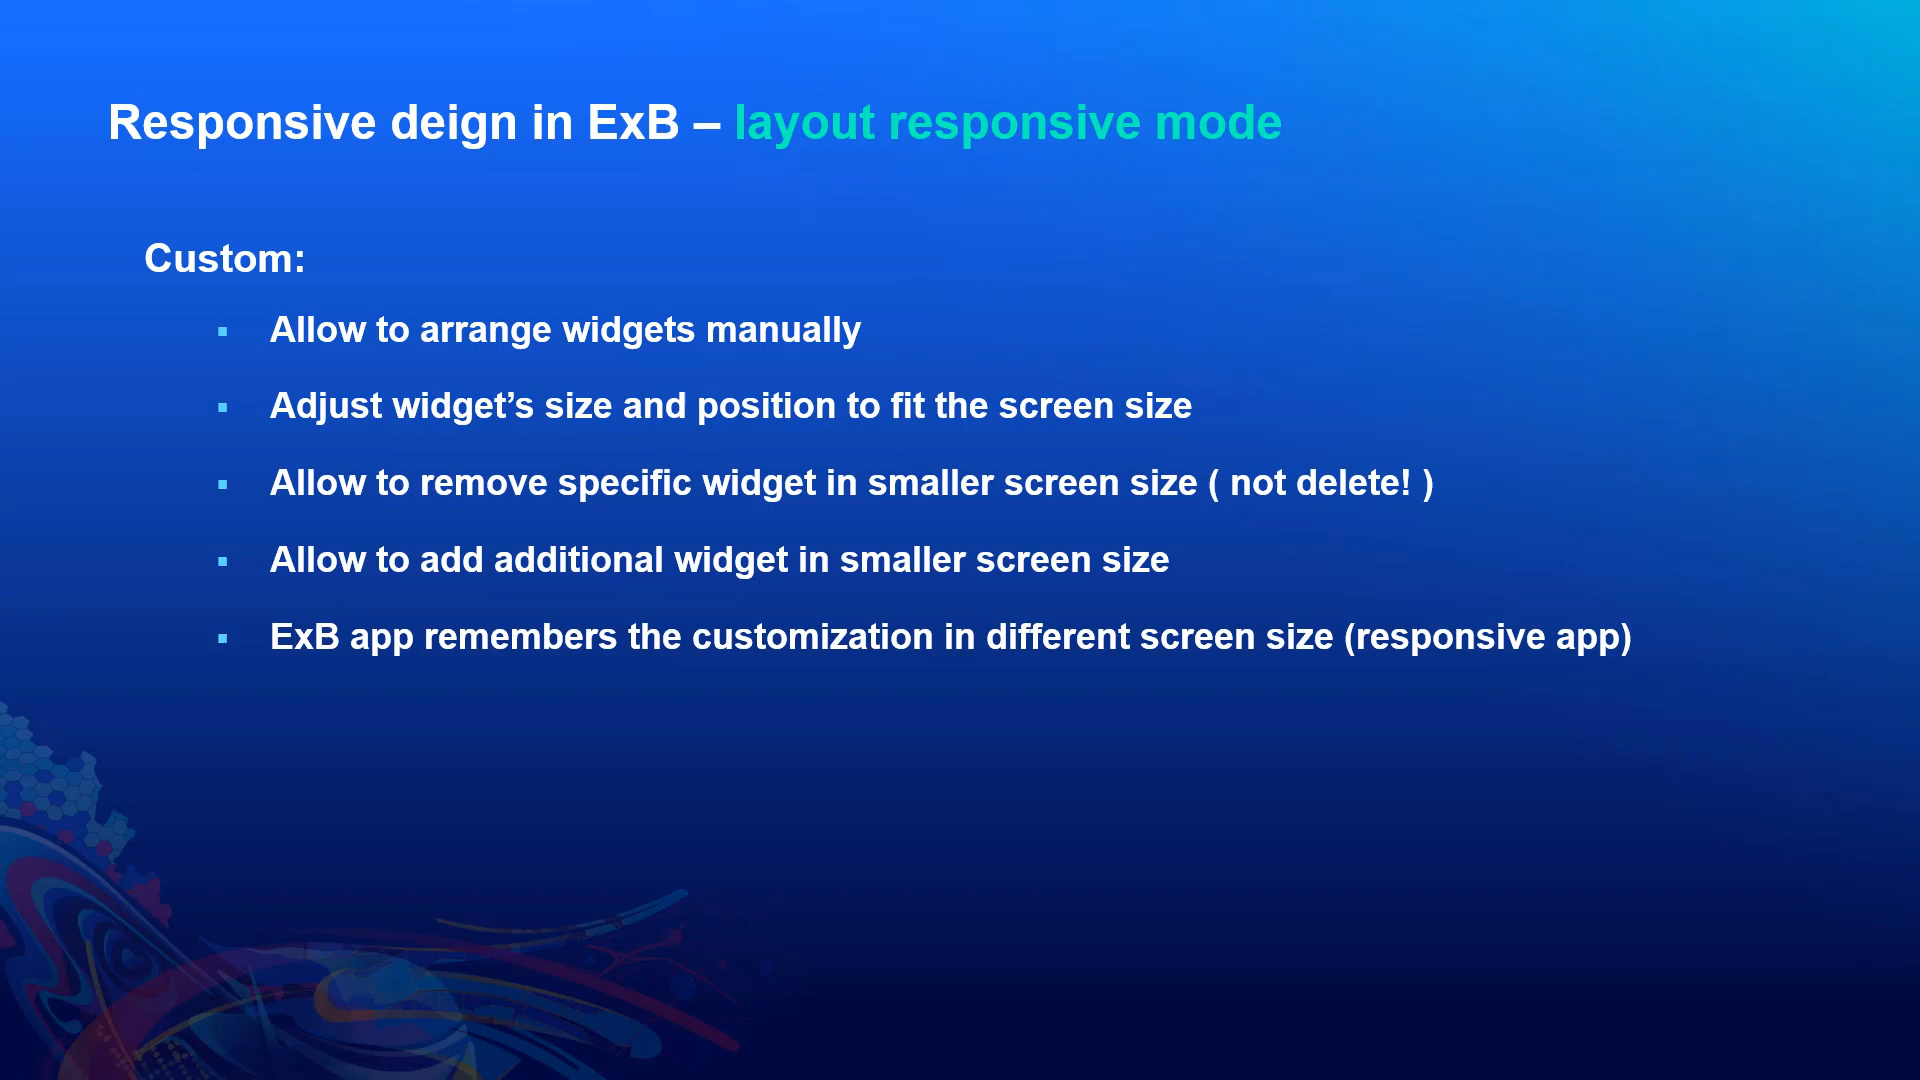 Responsive deign in ExB – layout responsive mode
Custom:
▪ Allow to arrange widgets manually
▪ Adjust widget’s size and position to fit the screen size
▪ Allow to remove specific widget in smaller screen size ( not delete! )
▪ Allow to add additional widget in smaller screen size
▪ ExB app remembers the customization in different screen size (responsive app)